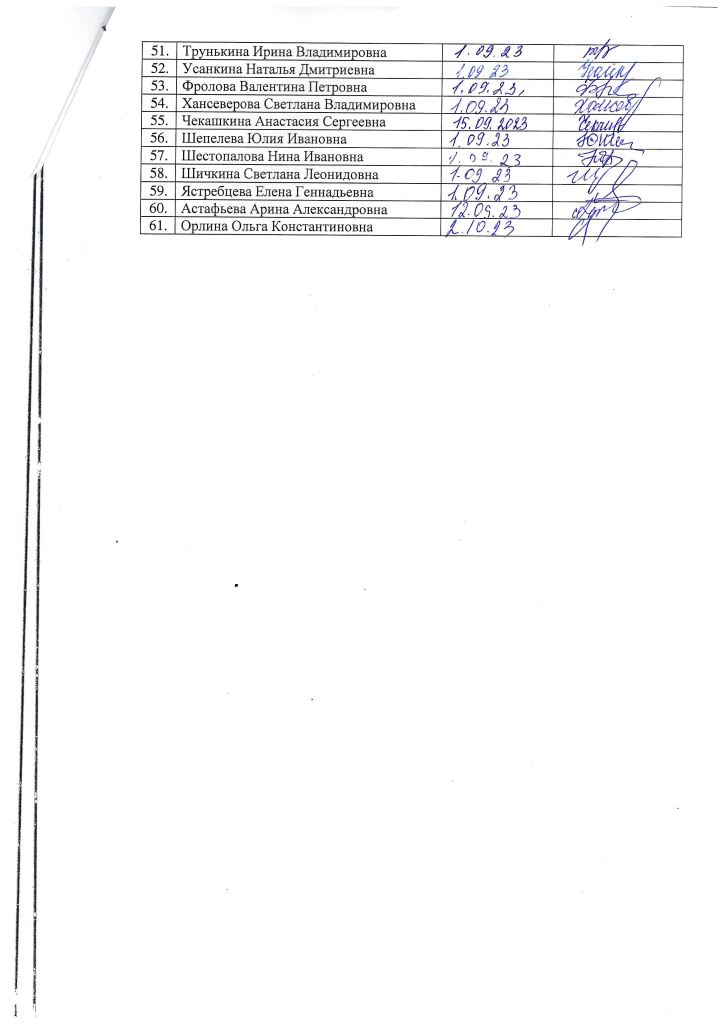 51. Трунькина Ирина Владимировна 1.09.23
52. Усанкина Наталья Дмитриевна 1.09 23
53. Фролова Валентина Петровна 1.09.23.
54. Хансеверова Светлана Владимировна 1.09.23
55. Чекашкина Анастасия Сергеевна 15.09.2023
56. Шепелева Юлия Ивановна 1.09.23
57. Шестопалова Нина Ивановна 1.09.23
58. Шичкина Светлана Леонидовна 1.09 23
59. Ястребцева Елена Геннадьевна 1.09.23
60. Астафьева Арина Александровна 12.09.23
61. Орлина Ольга Константиновна 2.10.23